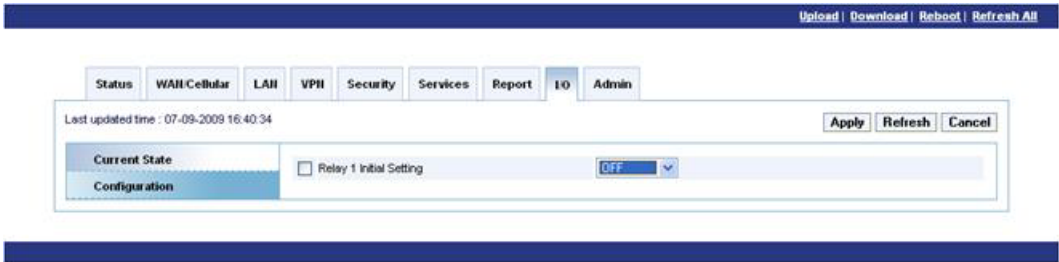 Upload | Download | Reboot | Refresh All
Status WAN/Cellular LAN VPN Security Services Report I/O Admin
Last updated time : 07-09-2009 16:40:34
Apply Refresh Cancel
Current State
Relay 1 Initial Setting OFF
Configuration